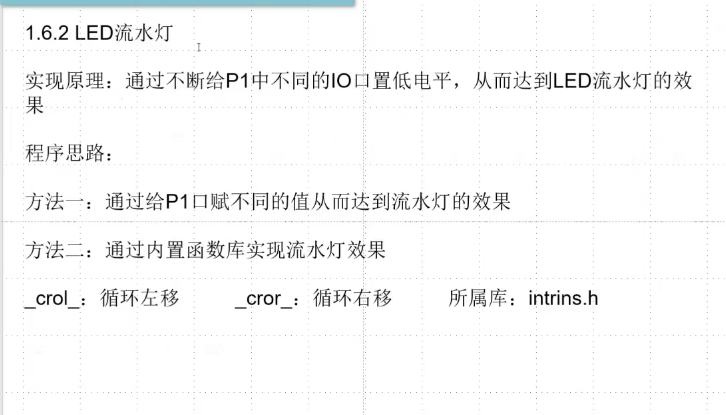 1.6.2 LED流水灯
实现原理：通过不断给P1中不同的IO口置低电平，从而达到LED流水灯的效
果
程序思路：
方法一：通过给P1口赋不同的值从而达到流水灯的效果
方法二：通过内置函数库实现流水灯效果
_crol_：循环左移 _cror_：循环右移 所属库：intrins.h